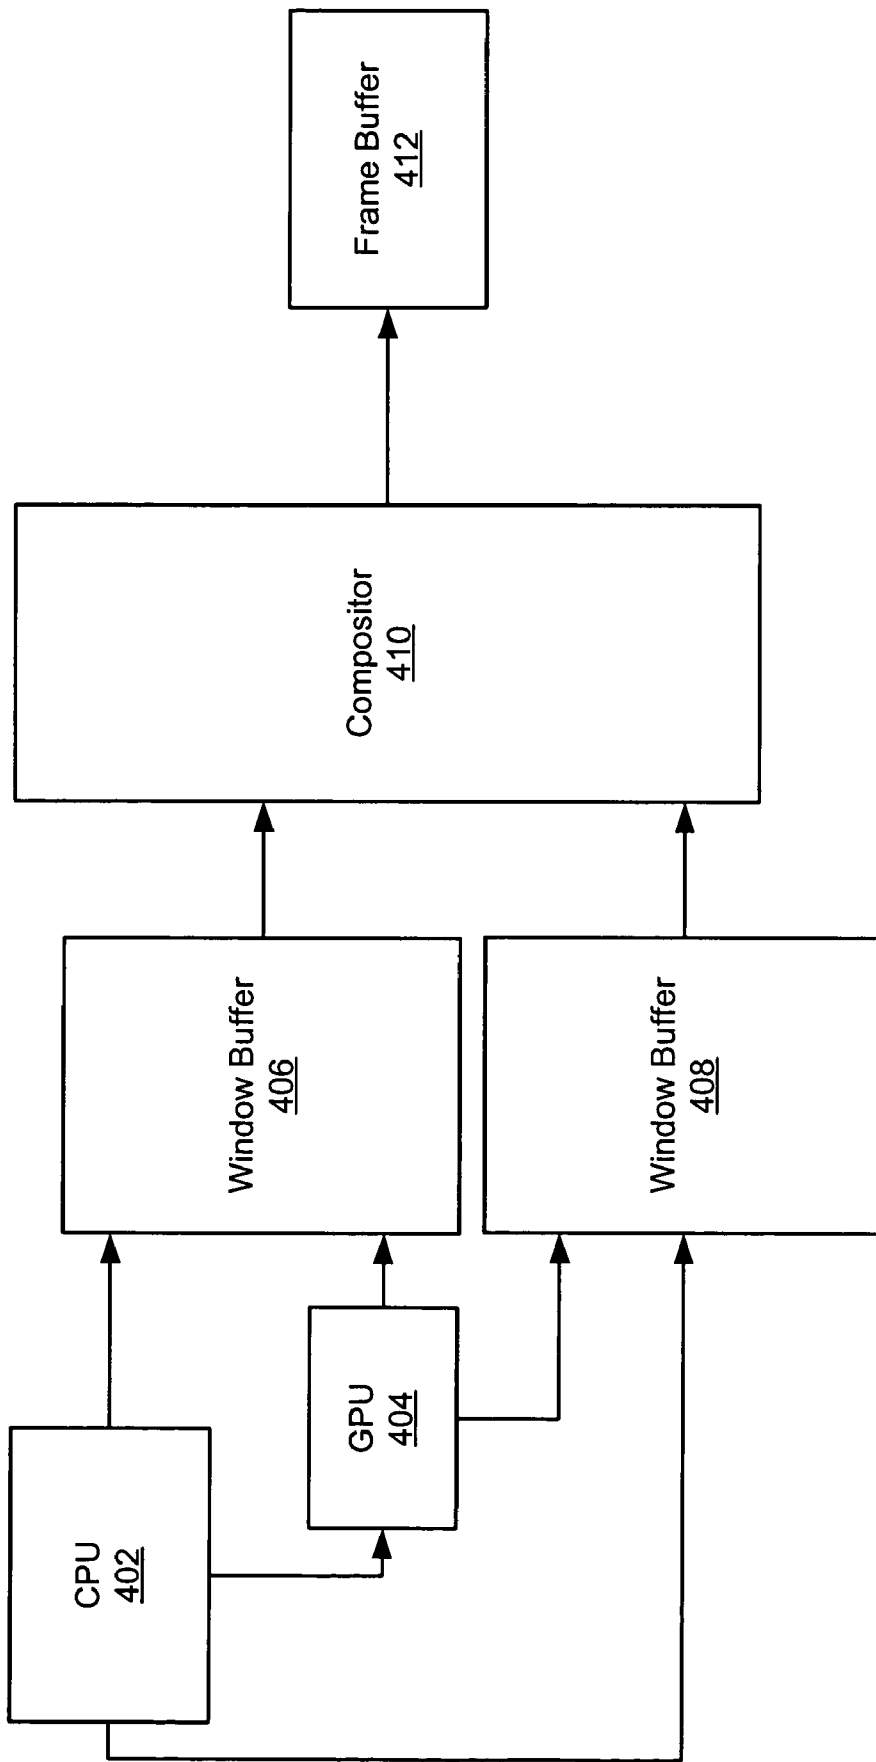 CPU
402
GPU
404
Window Buffer
406
Window Buffer
408
Compositor
410
Frame Buffer
412